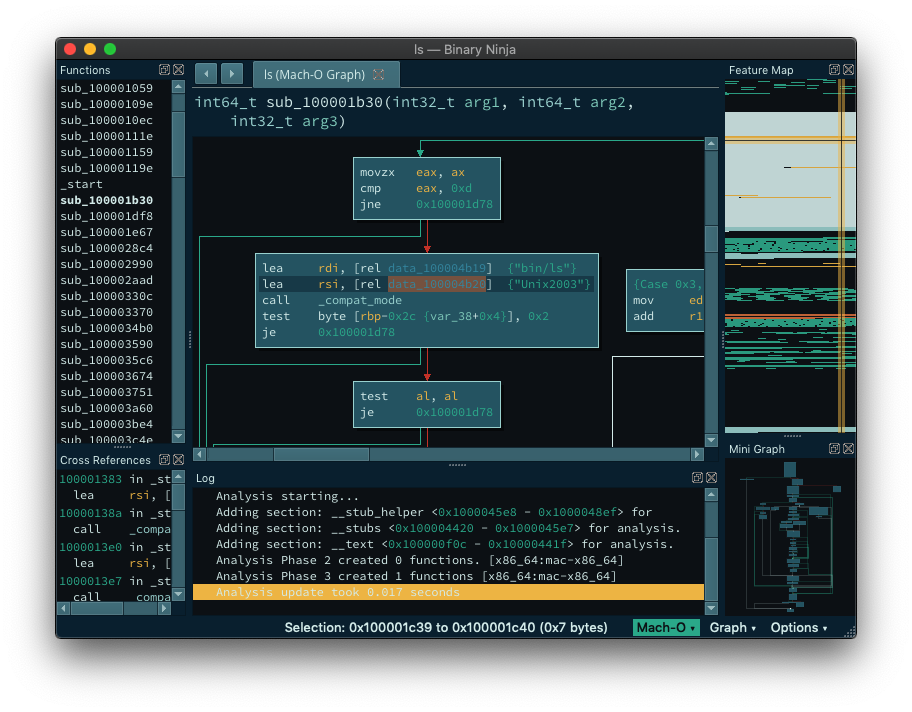 ls — Binary Ninja
Functions
sub_100001059
sub_10000109e
sub_1000010ec
sub_10000111e
sub_100001159
sub_10000119e
_start
sub_100001b30
sub_100001df8
sub_100001e67
sub_1000028c4
sub_100002990
sub_100002aad
sub_10000330c
sub_100003370
sub_1000034b0
sub_100003590
sub_1000035c6
sub_100003674
sub_100003751
sub_100003a60
sub_100003be4
sub_100003c4e
Cross References
100001383 in _st
lea rsi, [
10000138a in _st
call _compa
1000013e0 in _st
lea rsi, [
1000013e7 in _st
call _compa
ls (Mach-O Graph)
int64_t sub_100001b30(int32_t arg1, int64_t arg2,
int32_t arg3)
movzx eax, ax
cmp eax, 0xd
jne 0x100001d78
lea rdi, [rel data_100004b19] {"bin/ls"}
lea rsi, [rel data_100004b20] {"Unix2003"}
call _compat_mode
test byte [rbp-0x2c {var_38+0x4}], 0x2
je 0x100001d78
{Case 0x3,
mov ed
add r1
test al, al
je 0x100001d78
Log
Analysis starting...
Adding section: __stub_helper <0x1000045e8 - 0x1000048ef> for
Adding section: __stubs <0x100004420 - 0x1000045e7> for analysis.
Adding section: __text <0x100000f0c - 0x10000441f> for analysis.
Analysis Phase 2 created 0 functions. [x86_64:mac-x86_64]
Analysis Phase 3 created 1 functions [x86_64:mac-x86_64]
Analysis update took 0.017 seconds
Feature Map
Mini Graph
Selection: 0x100001c39 to 0x100001c40 (0x7 bytes)
Mach-O
Graph
Options